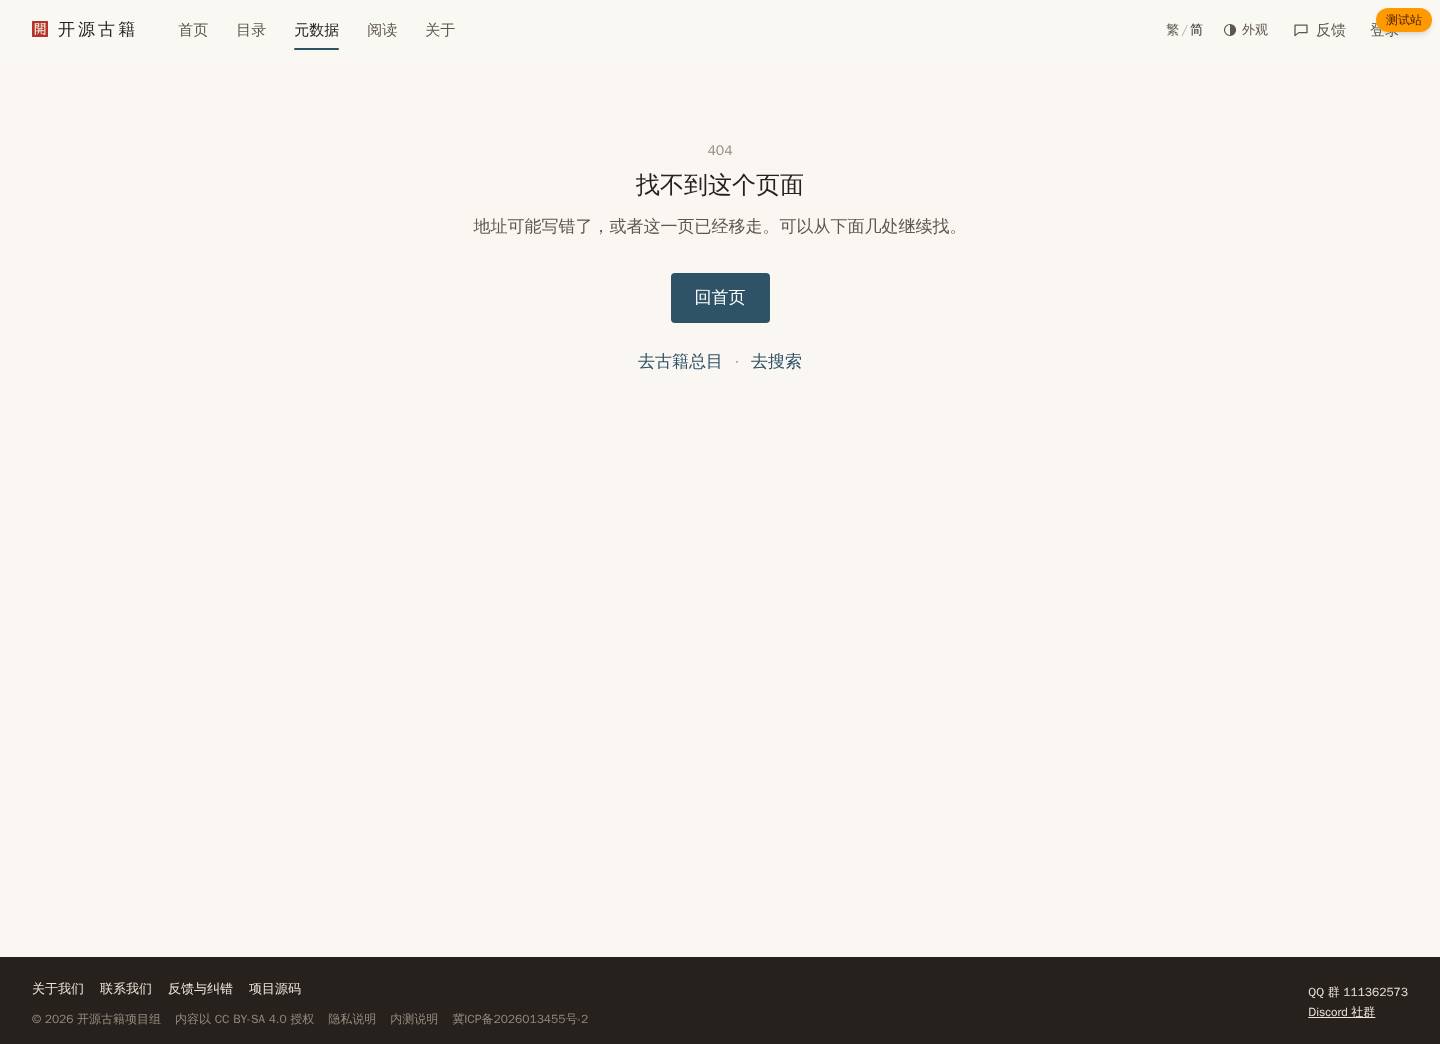 開 开源古籍 首页 目录 元数据 阅读 关于 繁 / 简 外观 反馈 登录 测试站
404
找不到这个页面
地址可能写错了，或者这一页已经移走。可以从下面几处继续找。
回首页
去古籍总目 · 去搜索
关于我们 联系我们 反馈与纠错 项目源码
© 2026 开源古籍项目组 内容以 CC BY-SA 4.0 授权 隐私说明 内测说明 冀ICP备2026013455号-2
QQ 群 111362573
Discord 社群